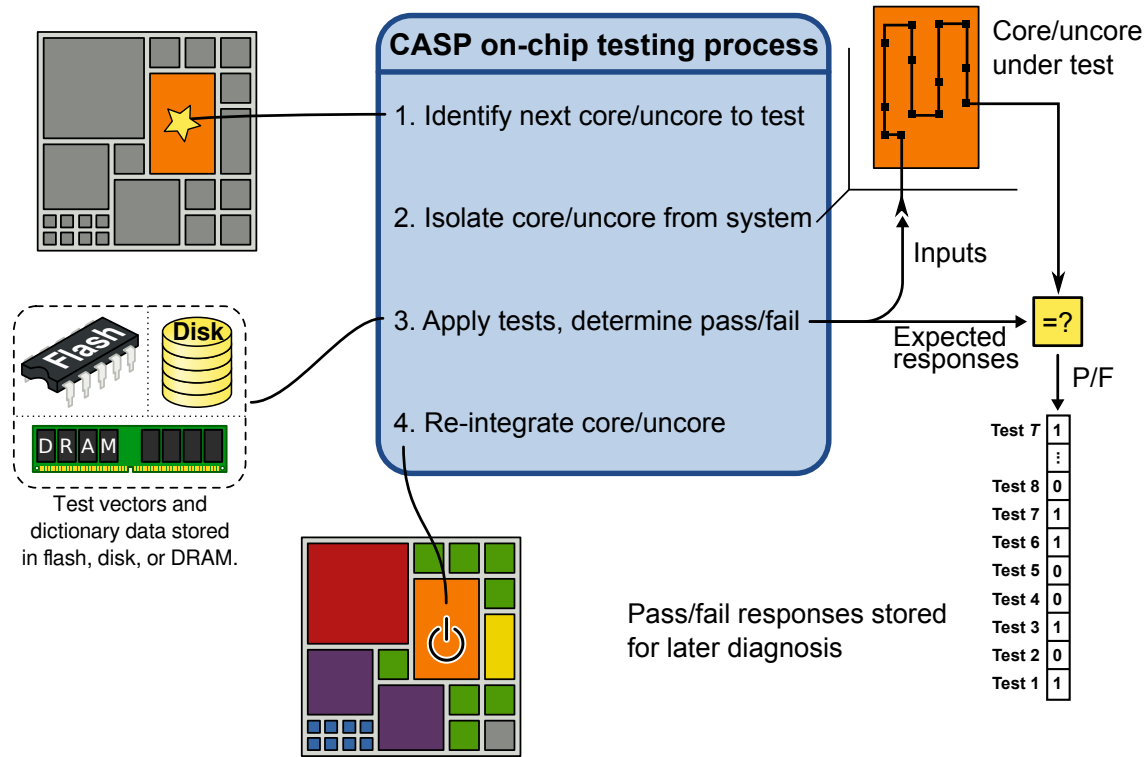 CASP on-chip testing process
1. Identify next core/uncore to test
2. Isolate core/uncore from system
3. Apply tests, determine pass/fail
4. Re-integrate core/uncore
Core/uncore
under test
Inputs
Expected
responses
=?
P/F
Flash
Disk
DRAM
Test vectors and
dictionary data stored
in flash, disk, or DRAM.
Pass/fail responses stored
for later diagnosis
Test T 1
⋮
Test 8 0
Test 7 1
Test 6 1
Test 5 0
Test 4 0
Test 3 1
Test 2 0
Test 1 1